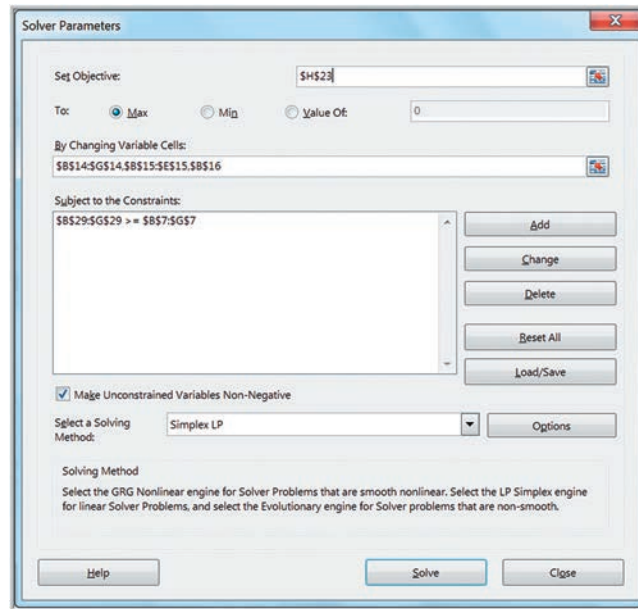 Solver Parameters
X
Set Objective:
$H$23
To:
Max
Min
Value Of:
0
By Changing Variable Cells:
$B$14:$G$14,$B$15:$E$15,$B$16
Subject to the Constraints:
$B$29:$G$29 >= $B$7:$G$7
Add
Change
Delete
Reset All
Load/Save
Make Unconstrained Variables Non-Negative
Select a Solving
Method:
Simplex LP
Options
Solving Method
Select the GRG Nonlinear engine for Solver Problems that are smooth nonlinear. Select the LP Simplex engine
for linear Solver Problems, and select the Evolutionary engine for Solver problems that are non-smooth.
Help
Solve
Close